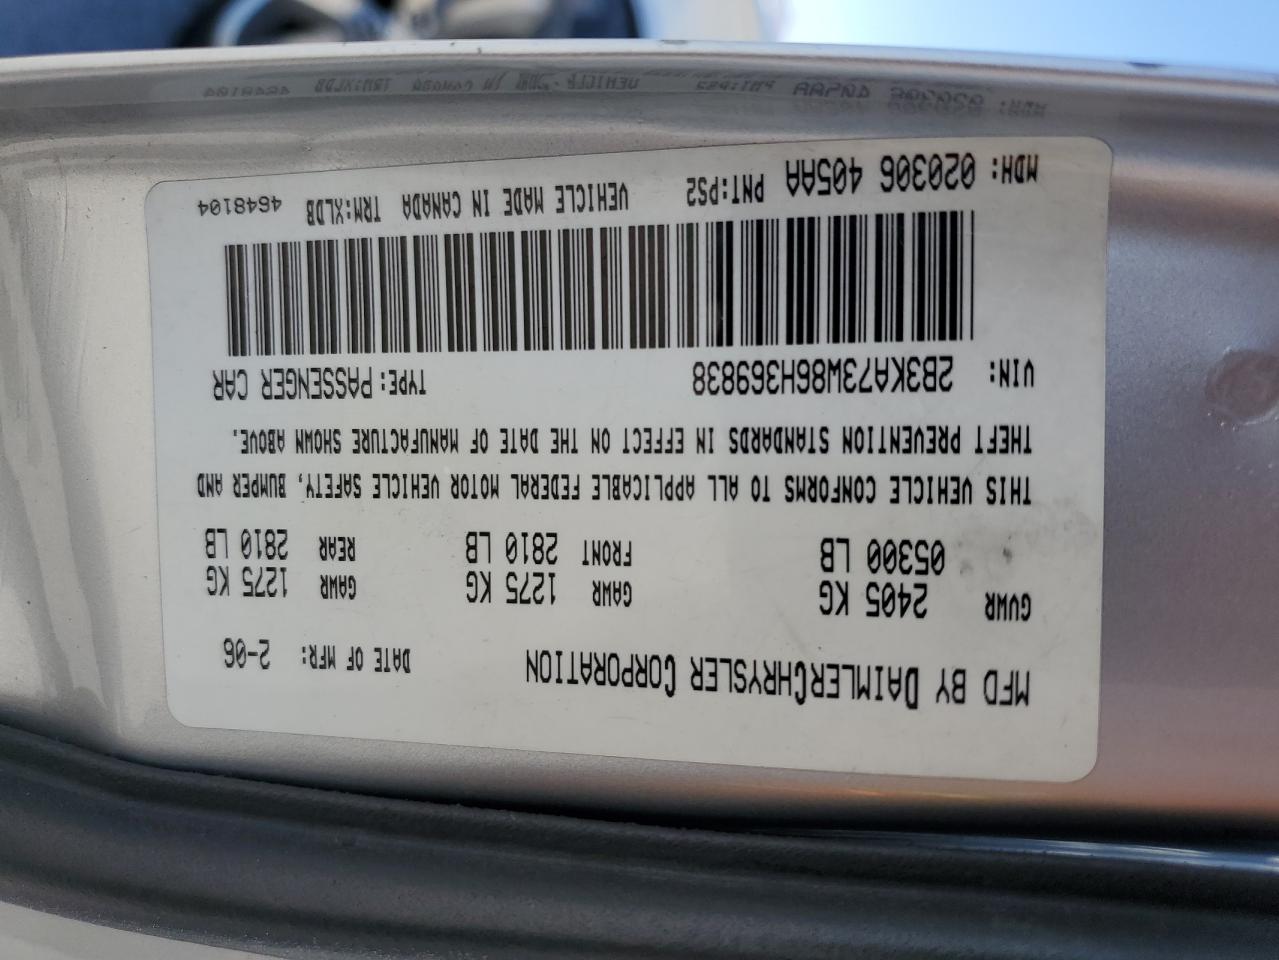 MFD BY DAIMLERCHRYSLER CORPORATION DATE OF MFR: 2-06
GVWR 2405 KG GAWR 1275 KG GAWR 1275 KG
05300 LB FRONT 2810 LB REAR 2810 LB
THIS VEHICLE CONFORMS TO ALL APPLICABLE FEDERAL MOTOR VEHICLE SAFETY, BUMPER AND
THEFT PREVENTION STANDARDS IN EFFECT ON THE DATE OF MANUFACTURE SHOWN ABOVE.
VIN: 2B3KA73W86H369838 TYPE: PASSENGER CAR
MDH: 020306 405AA PNT:PS2 VEHICLE MADE IN CANADA TRM:XLDB 4648104